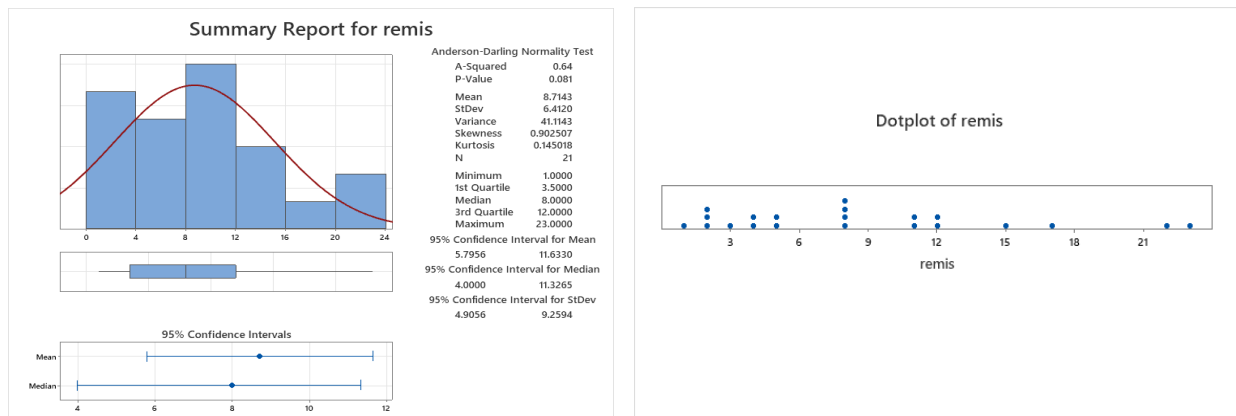 Summary Report for remis
Anderson-Darling Normality Test
A-Squared 0.64
P-Value 0.081
Mean 8.7143
StDev 6.4120
Variance 41.1143
Skewness 0.902507
Kurtosis 0.145018
N 21
Minimum 1.0000
1st Quartile 3.5000
Median 8.0000
3rd Quartile 12.0000
Maximum 23.0000
95% Confidence Interval for Mean
5.7956 11.6330
95% Confidence Interval for Median
4.0000 11.3265
95% Confidence Interval for StDev
4.9056 9.2594
0 4 8 12 16 20 24
95% Confidence Intervals
Mean
Median
4 6 8 10 12
Dotplot of remis
3 6 9 12 15 18 21
remis